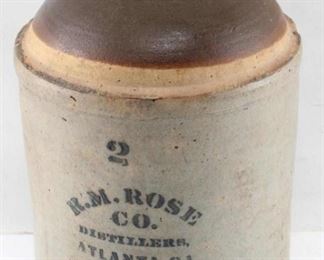 2
R.M. ROSE
CO.
DISTILLERS,
ATLANTA, GA.